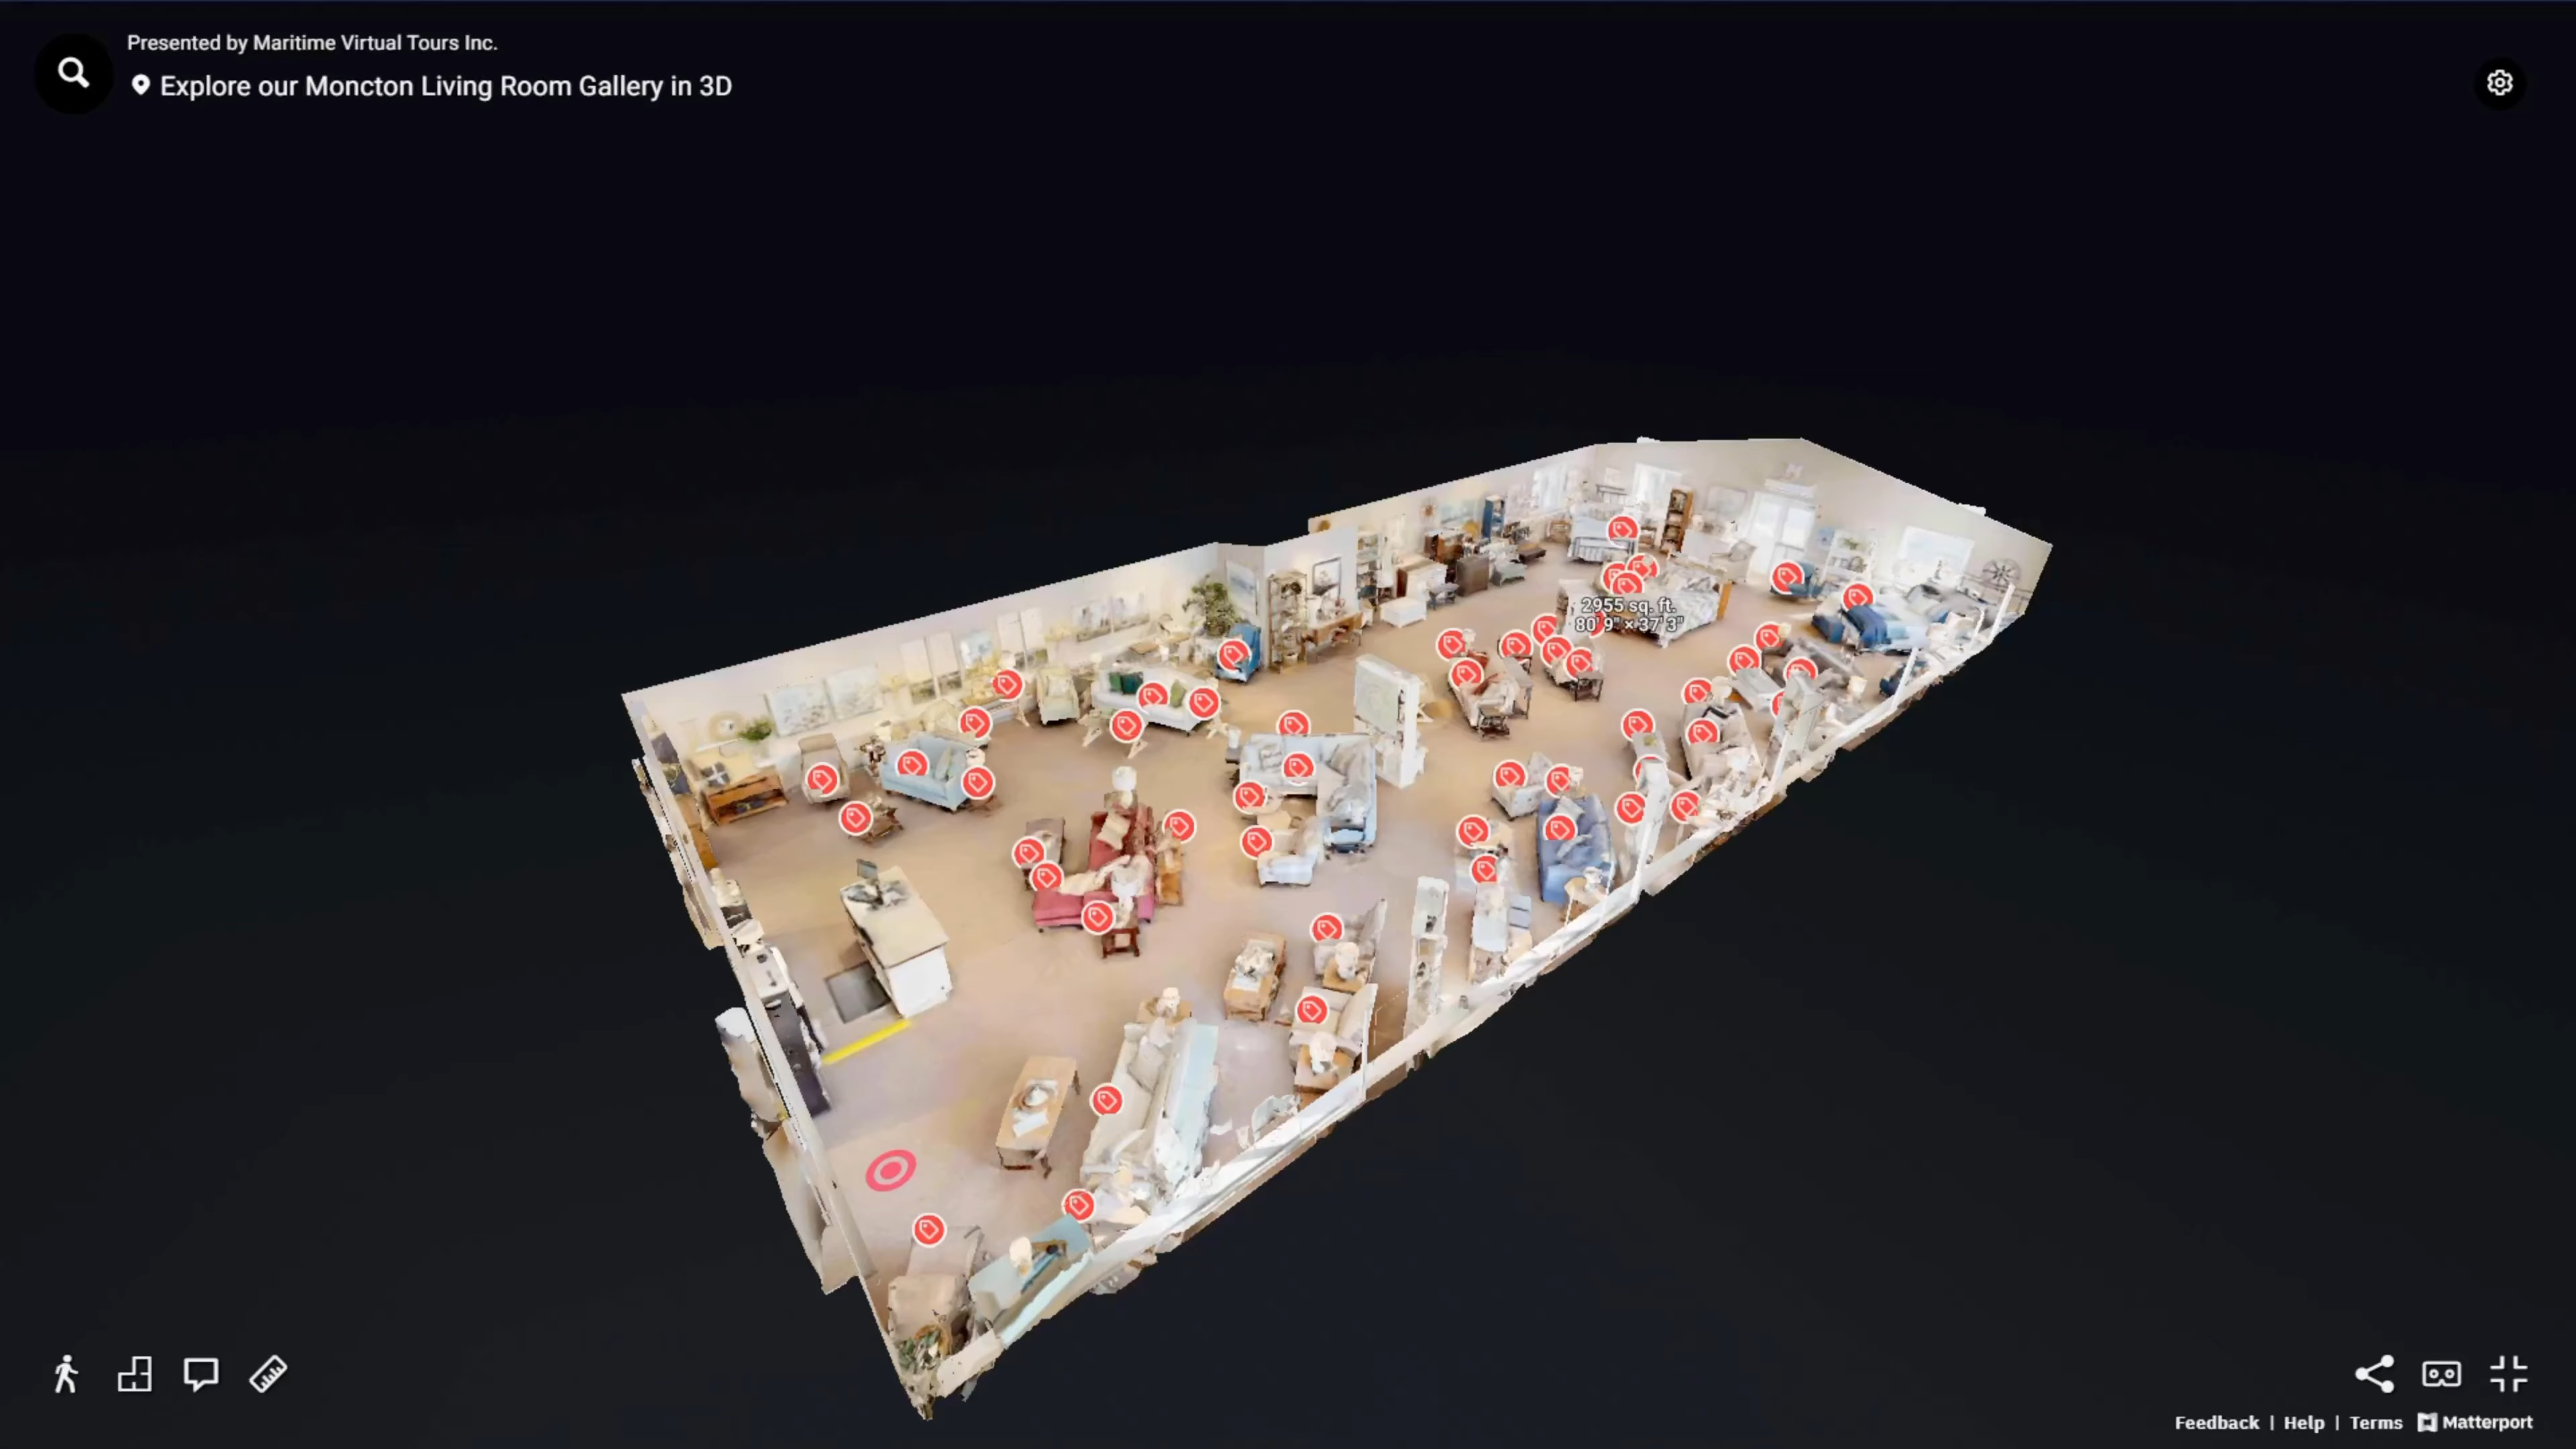 Presented by Maritime Virtual Tours Inc.
Explore our Moncton Living Room Gallery in 3D
2955 sq. ft.
80' 9" × 37' 3"
Feedback | Help | Terms Matterport